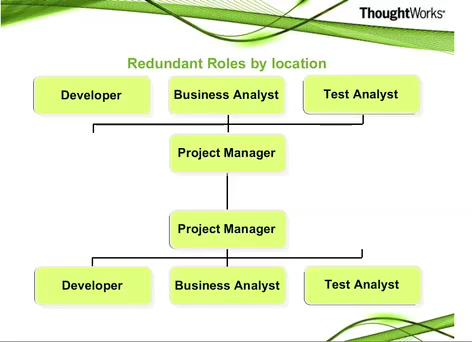 ThoughtWorks®
Redundant Roles by location
Developer
Business Analyst
Test Analyst
Project Manager
Project Manager
Developer
Business Analyst
Test Analyst